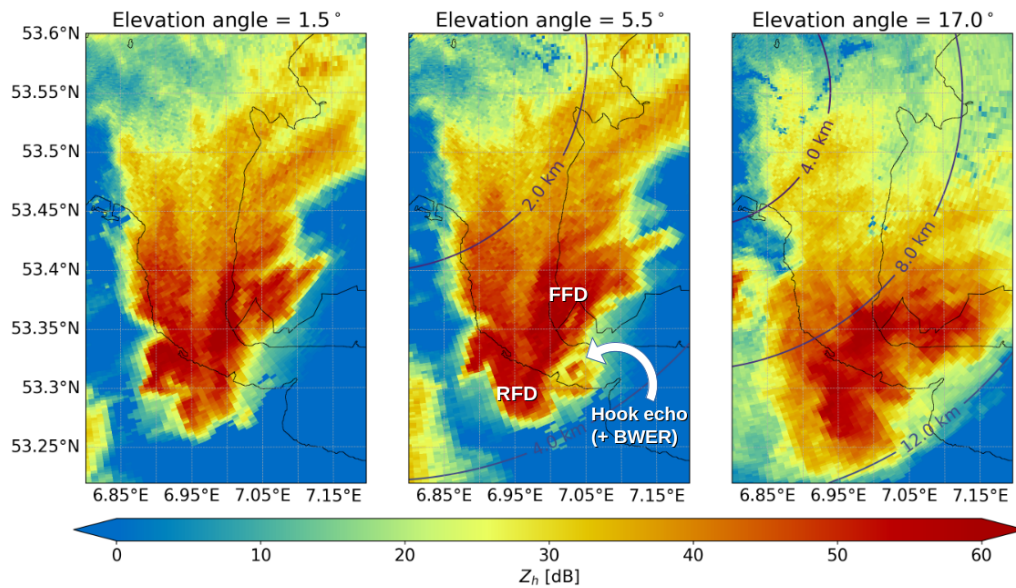 Elevation angle = 1.5°
Elevation angle = 5.5°
Elevation angle = 17.0°
53.6°N
53.55°N
53.5°N
53.45°N
53.4°N
53.35°N
53.3°N
53.25°N
2.0 km
FFD
RFD
Hook echo
(+ BWER)
4.0 km
4.0 km
8.0 km
12.0 km
6.85°E 6.95°E 7.05°E 7.15°E
6.85°E 6.95°E 7.05°E 7.15°E
6.85°E 6.95°E 7.05°E 7.15°E
0 10 20 30 40 50 60
Zh [dB]